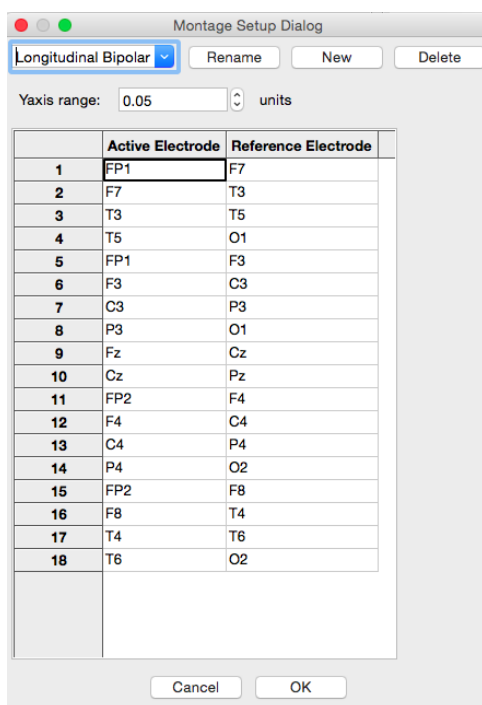 Montage Setup Dialog
Longitudinal Bipolar Rename New Delete
Yaxis range: 0.05 units
Active Electrode Reference Electrode
1 FP1 F7
2 F7 T3
3 T3 T5
4 T5 O1
5 FP1 F3
6 F3 C3
7 C3 P3
8 P3 O1
9 Fz Cz
10 Cz Pz
11 FP2 F4
12 F4 C4
13 C4 P4
14 P4 O2
15 FP2 F8
16 F8 T4
17 T4 T6
18 T6 O2
Cancel OK